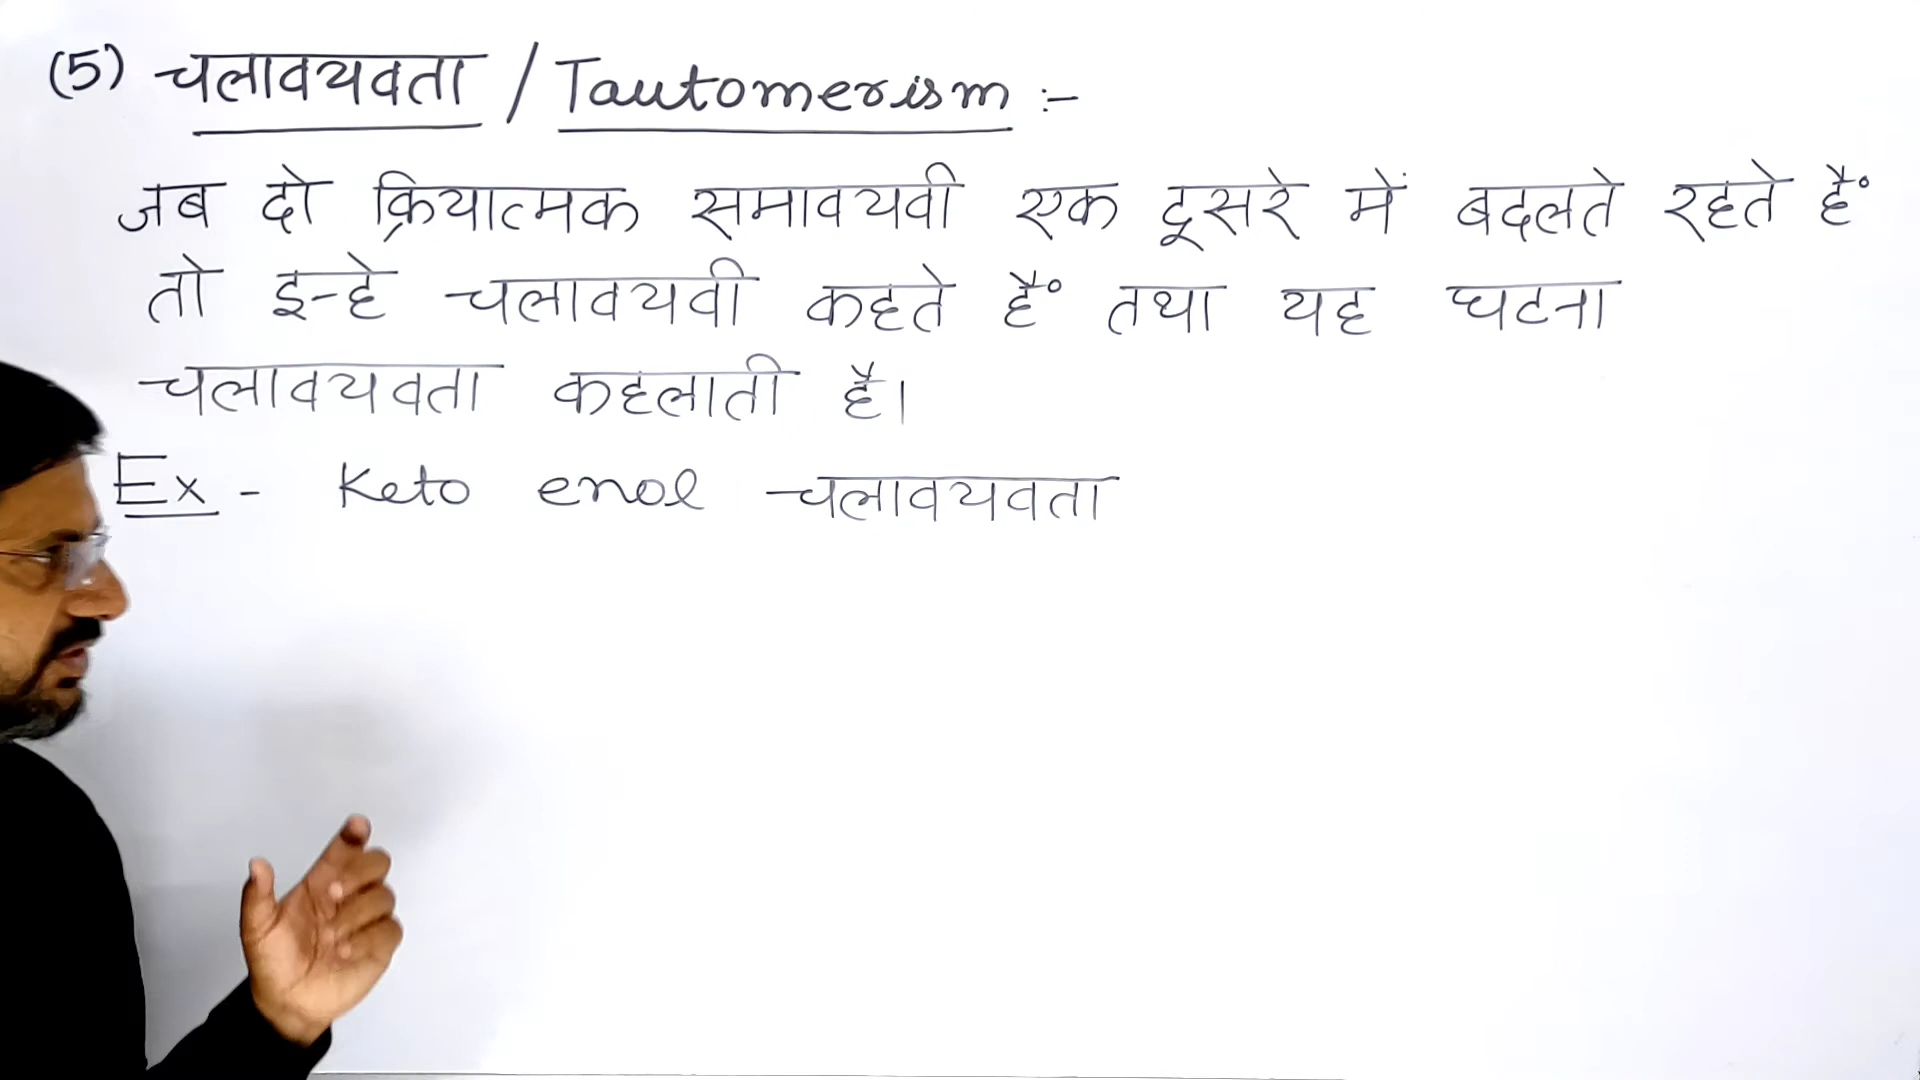 (5) चलावयवता / Tautomerism :-
जब दो क्रियात्मक समावयवी एक दूसरे में बदलते रहते हैं
तो इन्हे चलावयवी कहते हैं तथा यह घटना
चलावयवता कहलाती है।
Ex - Keto enol चलावयवता